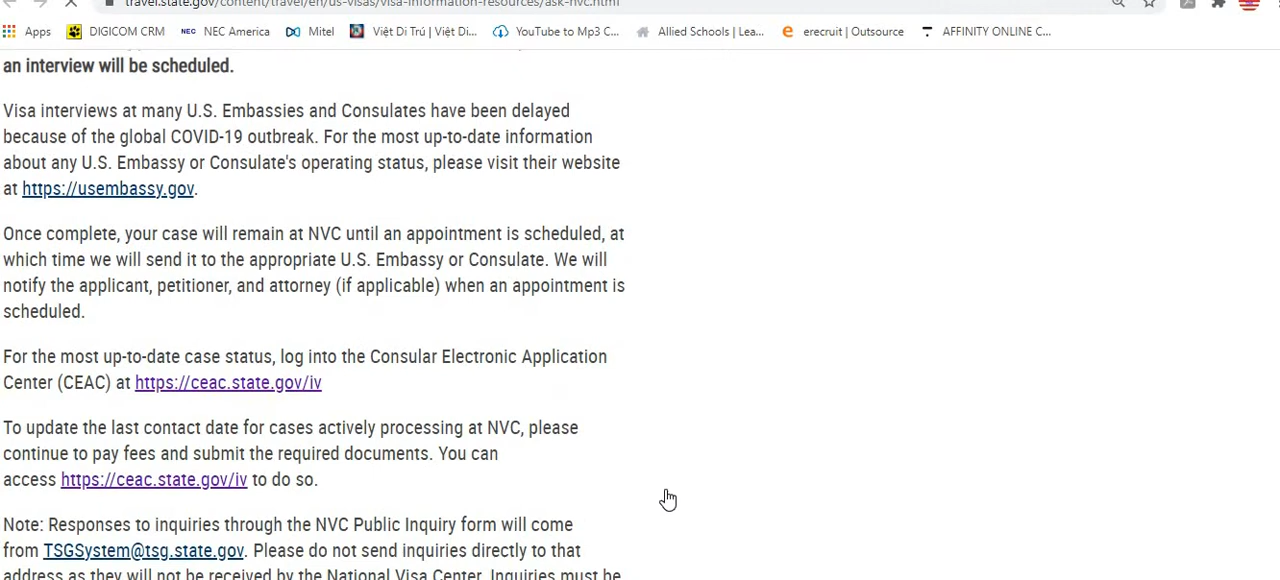 travel.state.gov/content/travel/en/us-visas/visa-information-resources/ask-nvc.html
Apps DIGICOM CRM NEC NEC America Mitel Việt Di Trú | Việt Di... YouTube to Mp3 C... Allied Schools | Lea... e erecruit | Outsource AFFINITY ONLINE C...
an interview will be scheduled.
Visa interviews at many U.S. Embassies and Consulates have been delayed
because of the global COVID-19 outbreak. For the most up-to-date information
about any U.S. Embassy or Consulate's operating status, please visit their website
at https://usembassy.gov.
Once complete, your case will remain at NVC until an appointment is scheduled, at
which time we will send it to the appropriate U.S. Embassy or Consulate. We will
notify the applicant, petitioner, and attorney (if applicable) when an appointment is
scheduled.
For the most up-to-date case status, log into the Consular Electronic Application
Center (CEAC) at https://ceac.state.gov/iv
To update the last contact date for cases actively processing at NVC, please
continue to pay fees and submit the required documents. You can
access https://ceac.state.gov/iv to do so.
Note: Responses to inquiries through the NVC Public Inquiry form will come
from TSGSystem@tsg.state.gov. Please do not send inquiries directly to that
address as they will not be received by the National Visa Center. Inquiries must be